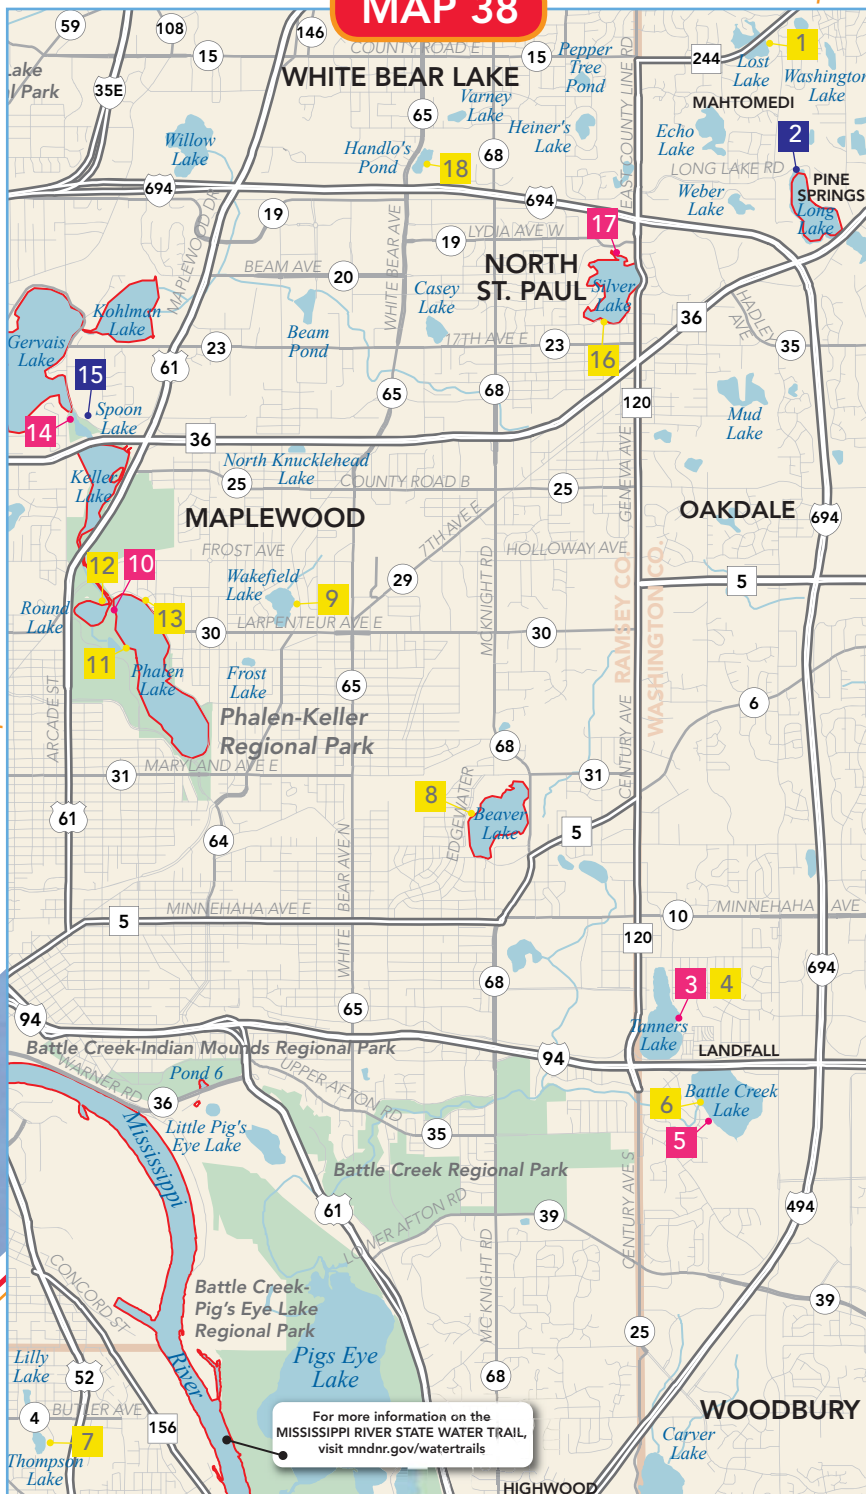 MAP 38
59
108
146
COUNTY ROAD E
15
15
Pepper
Tree
Pond
EAST COUNTY LINE RD
244
1
Lost
Lake
Washington
Lake
Lake
l Park
35E
WHITE BEAR LAKE
MAHTOMEDI
65
Varney
Lake
Heiner's
Lake
Echo
Lake
2
Willow
Lake
Handlo's
Pond
18
68
LONG LAKE RD
PINE
SPRINGS
694
694
Weber
Lake
Long
Lake
MAPLEWOOD DR
19
WHITE BEAR AVE
19
LYDIA AVE W
17
BEAM AVE
20
NORTH
ST. PAUL
Silver
Lake
Kohlman
Lake
Casey
Lake
36
HADLEY
AVE
Gervais
Lake
Beam
Pond
23
17TH AVE E
23
16
35
61
15
65
68
120
Spoon
Lake
Mud
Lake
14
36
Keller
Lake
North Knucklehead
Lake
25
COUNTY ROAD B
25
GENEVA AVE
MAPLEWOOD
7TH AVE E
OAKDALE
694
FROST AVE
HOLLOWAY AVE
12
10
Wakefield
Lake
9
29
MCKNIGHT RD
RAMSEY CO.
WASHINGTON CO.
5
Round
Lake
13
30
LARPENTEUR AVE E
30
11
Phalen
Lake
Frost
Lake
65
6
ARCADE ST
Phalen-Keller
Regional Park
CENTURY AVE
68
31
MARYLAND AVE E
31
8
EDGEWATER
Beaver
Lake
61
64
5
WHITE BEAR AVE N
MINNEHAHA AVE E
5
10
MINNEHAHA AVE
120
68
694
3
4
94
65
Tanners
Lake
LANDFALL
Battle Creek-Indian Mounds Regional Park
94
WARNER RD
Pond 6
UPPER AFTON RD
36
Battle Creek
Lake
6
Mississippi
Little Pig's
Eye Lake
35
5
Battle Creek Regional Park
61
LOWER AFTON RD
39
CENTURY AVE S
494
CONCORD ST
MC KNIGHT RD
Battle Creek-
Pig's Eye Lake
Regional Park
39
25
Lilly
Lake
River
Pigs Eye
Lake
52
68
4
BUTLER AVE
156
WOODBURY
7
Thompson
Lake
For more information on the
MISSISSIPPI RIVER STATE WATER TRAIL,
visit mndnr.gov/watertrails
Carver
Lake
HIGHWOOD